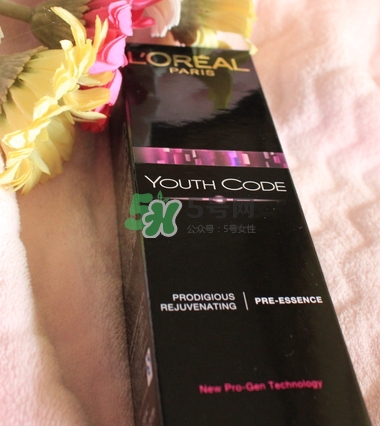 L'ORÉAL
PARIS
YOUTH CODE
5号网
公众号：5号女性
PRODIGIOUS
REJUVENATING | PRE-ESSENCE
New Pro-Gen Technology